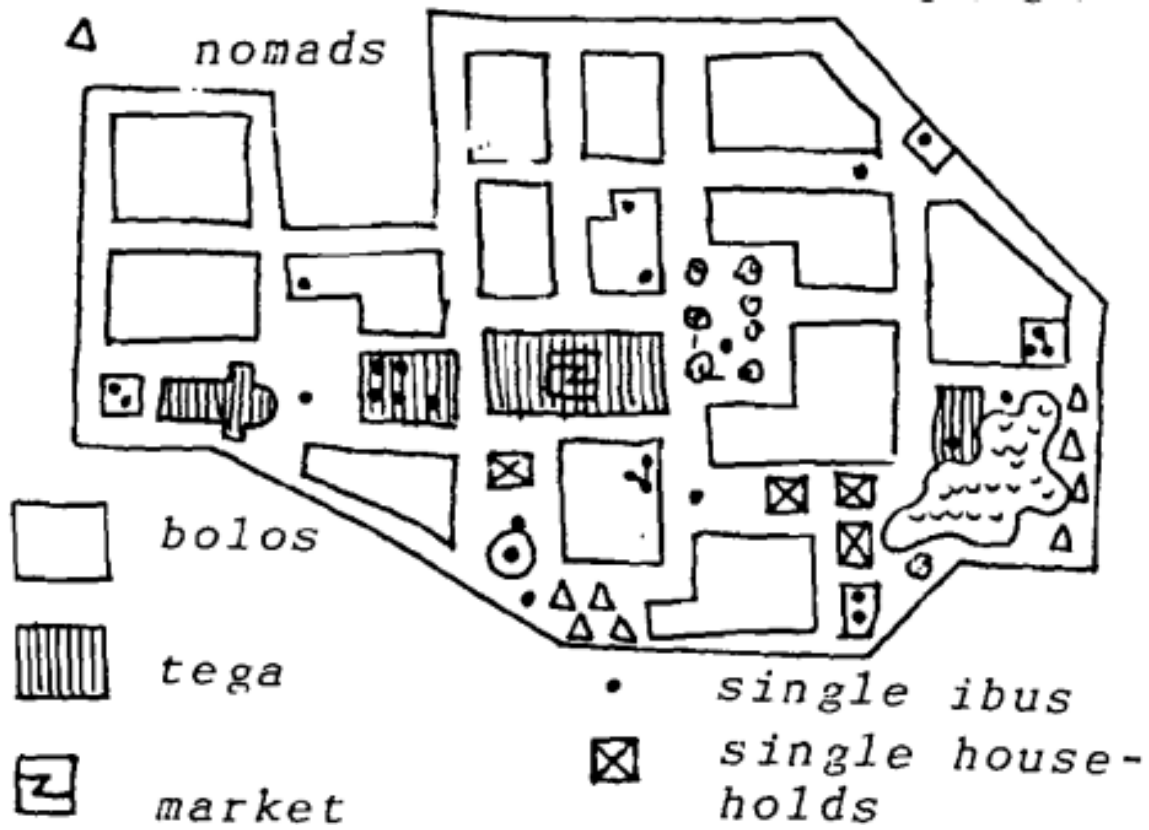 nomads
bolos
tega
market
single ibus
single house-
holds